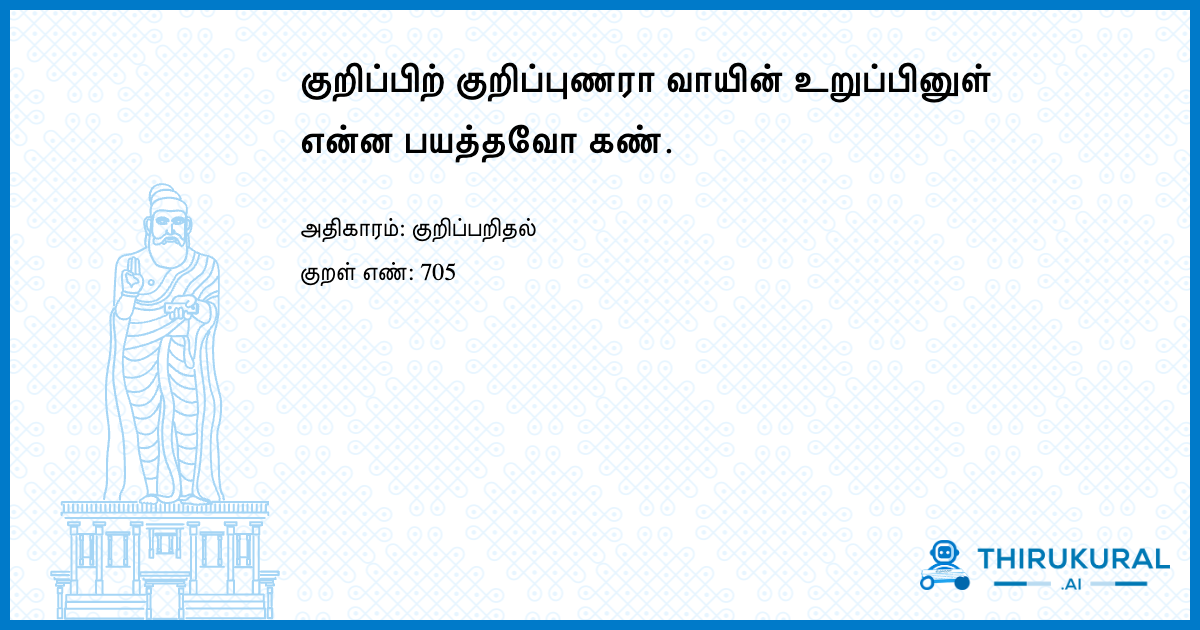 குறிப்பிற் குறிப்புணரா வாயின் உறுப்பினுள்
என்ன பயத்தவோ கண்.
அதிகாரம்: குறிப்பறிதல்
குறள் எண்: 705
THIRUKURAL
.AI